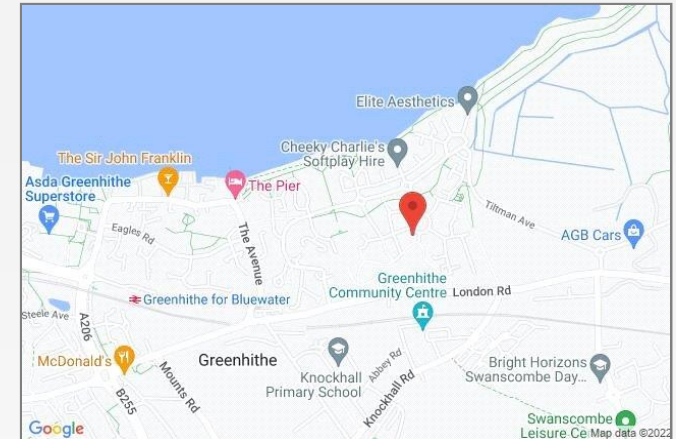 Elite Aesthetics
Cheeky Charlie's
Softplay Hire
The Sir John Franklin
The Pier
Asda Greenhithe
Superstore
Eagles Rd
The Avenue
Tiltman Ave
AGB Cars
Greenhithe
Community Centre
London Rd
Greenhithe for Bluewater
Steele Ave
A206
McDonald's
Greenhithe
Mounts Rd
B255
Knockhall
Primary School
Abbey Rd
Knockhall Rd
Bright Horizons
Swanscombe Day...
Swanscombe
Leisure Ce
Google
Map data ©2022